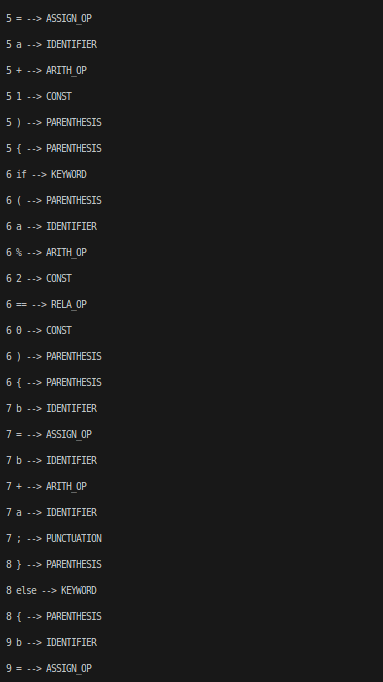 5 = --> ASSIGN_OP
5 a --> IDENTIFIER
5 + --> ARITH_OP
5 1 --> CONST
5 ) --> PARENTHESIS
5 { --> PARENTHESIS
6 if --> KEYWORD
6 ( --> PARENTHESIS
6 a --> IDENTIFIER
6 % --> ARITH_OP
6 2 --> CONST
6 == --> RELA_OP
6 0 --> CONST
6 ) --> PARENTHESIS
6 { --> PARENTHESIS
7 b --> IDENTIFIER
7 = --> ASSIGN_OP
7 b --> IDENTIFIER
7 + --> ARITH_OP
7 a --> IDENTIFIER
7 ; --> PUNCTUATION
8 } --> PARENTHESIS
8 else --> KEYWORD
8 { --> PARENTHESIS
9 b --> IDENTIFIER
9 = --> ASSIGN_OP